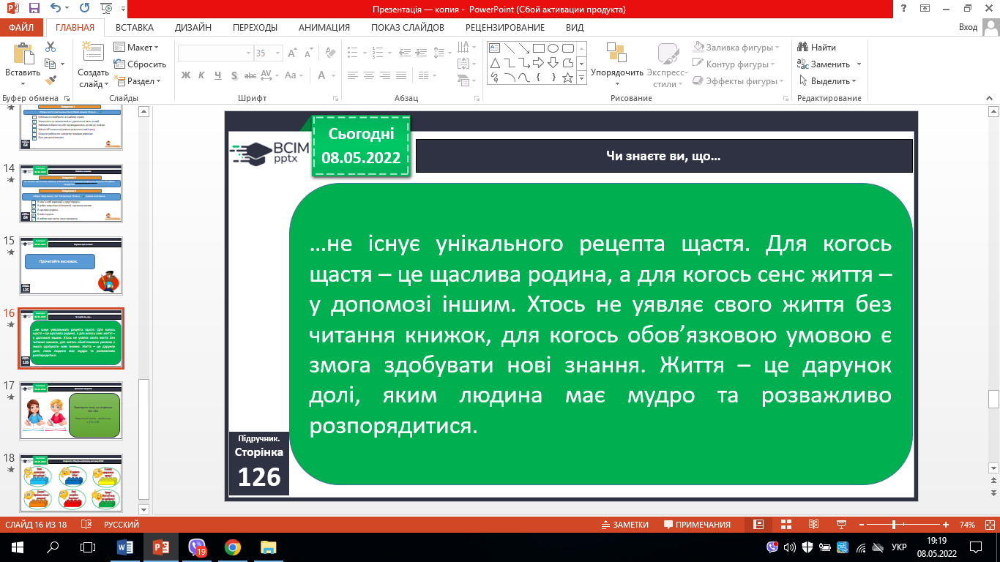 Презентація — копия - PowerPoint (Сбой активации продукта)
ФАЙЛ ГЛАВНАЯ ВСТАВКА ДИЗАЙН ПЕРЕХОДЫ АНИМАЦИЯ ПОКАЗ СЛАЙДОВ РЕЦЕНЗИРОВАНИЕ ВИД Вход
Вставить
Создать слайд
Макет
Сбросить
Раздел
35
Ж К Ч S abc AV Aa A
Упорядочить
Экспресс-стили
Заливка фигуры
Контур фигуры
Эффекты фигуры
Найти
Заменить
Выделить
Буфер обмена Слайды Шрифт Абзац Рисование Редактирование
64
14
64
15
Прочитайте висновок.
125
16
126
17
18
ВСІМ
pptx
Сьогодні
08.05.2022
Чи знаєте ви, що…
…не існує унікального рецепта щастя. Для когось
щастя – це щаслива родина, а для когось сенс життя –
у допомозі іншим. Хтось не уявляє свого життя без
читання книжок, для когось обов’язковою умовою є
змога здобувати нові знання. Життя – це дарунок
долі, яким людина має мудро та розважливо
розпорядитися.
Підручник.
Сторінка
126
СЛАЙД 16 ИЗ 18 РУССКИЙ ЗАМЕТКИ ПРИМЕЧАНИЯ 74%
19
УКР
19:19
08.05.2022